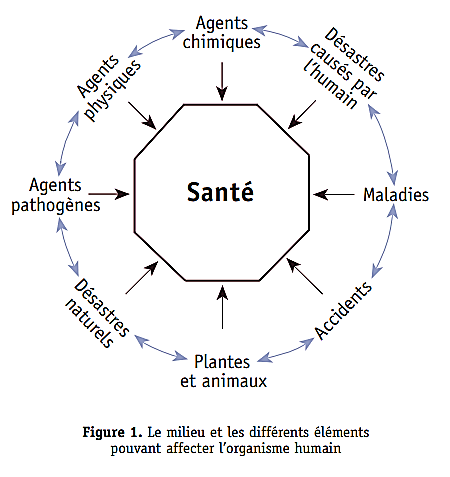 Agents
chimiques
Désastres
causés par
l'humain
Agents
physiques
Agents
pathogènes
Santé
Maladies
Désastres
naturels
Accidents
Plantes
et animaux
Figure 1. Le milieu et les différents éléments
pouvant affecter l'organisme humain